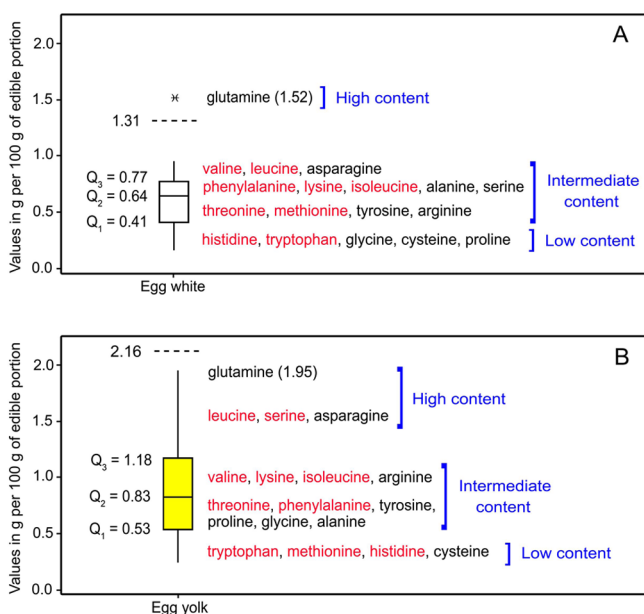 A
2.0
1.5
1.0
0.5
0.0
Values in g per 100 g of edible portion
1.31
glutamine (1.52)
High content
Q3 = 0.77
Q2 = 0.64
Q1 = 0.41
valine, leucine, asparagine
phenylalanine, lysine, isoleucine, alanine, serine
threonine, methionine, tyrosine, arginine
Intermediate
content
histidine, tryptophan, glycine, cysteine, proline
Low content
Egg white
B
2.0
1.5
1.0
0.5
0.0
Values in g per 100 g of edible portion
2.16
glutamine (1.95)
leucine, serine, asparagine
High content
Q3 = 1.18
Q2 = 0.83
Q1 = 0.53
valine, lysine, isoleucine, arginine
threonine, phenylalanine, tyrosine,
proline, glycine, alanine
Intermediate
content
tryptophan, methionine, histidine, cysteine
Low content
Egg yolk